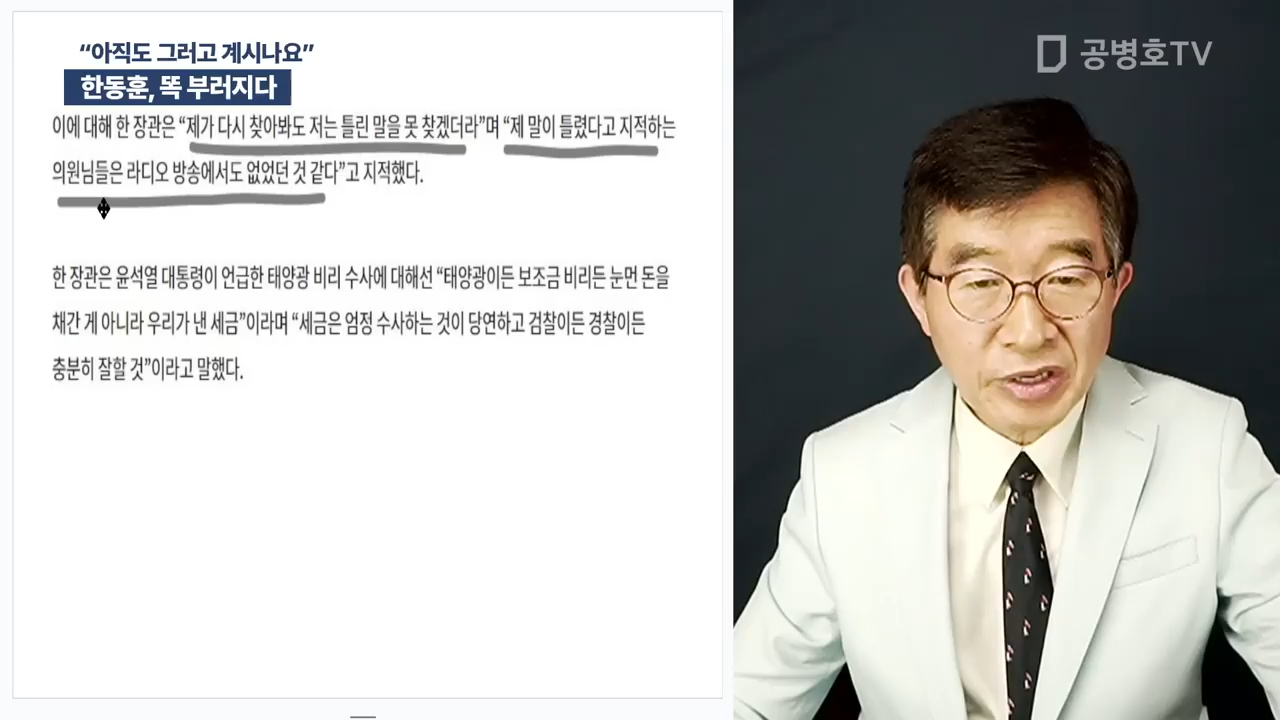 “아직도 그러고 계시나요”
한동훈, 똑 부러지다
공병호TV
이에 대해 한 장관은 “제가 다시 찾아봐도 저는 틀린 말을 못 찾겠더라”며 “제 말이 틀렸다고 지적하는
의원님들은 라디오 방송에서도 없었던 것 같다”고 지적했다.
한 장관은 윤석열 대통령이 언급한 태양광 비리 수사에 대해선 “태양광이든 보조금 비리든 눈먼 돈을
채간 게 아니라 우리가 낸 세금”이라며 “세금은 엄정 수사하는 것이 당연하고 검찰이든 경찰이든
충분히 잘할 것”이라고 말했다.